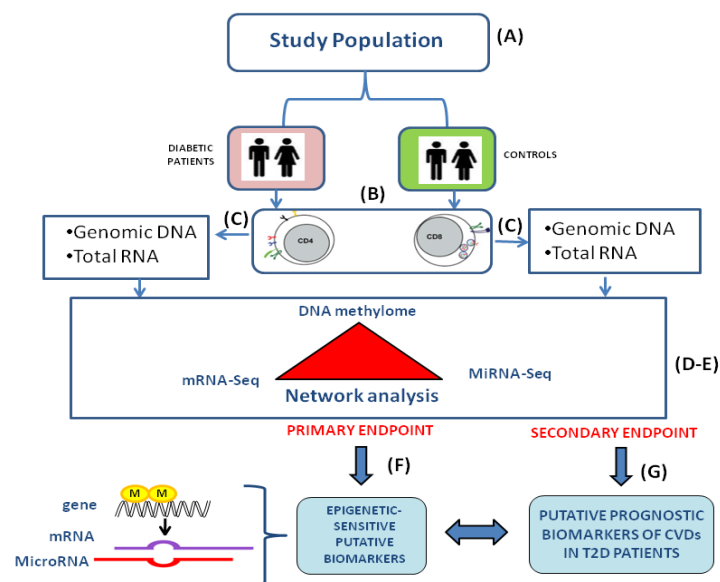 Study Population
(A)
DIABETIC
PATIENTS
CONTROLS
(B)
(C)
(C)
•Genomic DNA
•Total RNA
CD4
CD8
•Genomic DNA
•Total RNA
DNA methylome
mRNA-Seq
MiRNA-Seq
Network analysis
(D-E)
PRIMARY ENDPOINT
SECONDARY ENDPOINT
(F)
(G)
M M
gene
mRNA
MicroRNA
EPIGENETIC-
SENSITIVE
PUTATIVE
BIOMARKERS
PUTATIVE PROGNOSTIC
BIOMARKERS OF CVDs
IN T2D PATIENTS